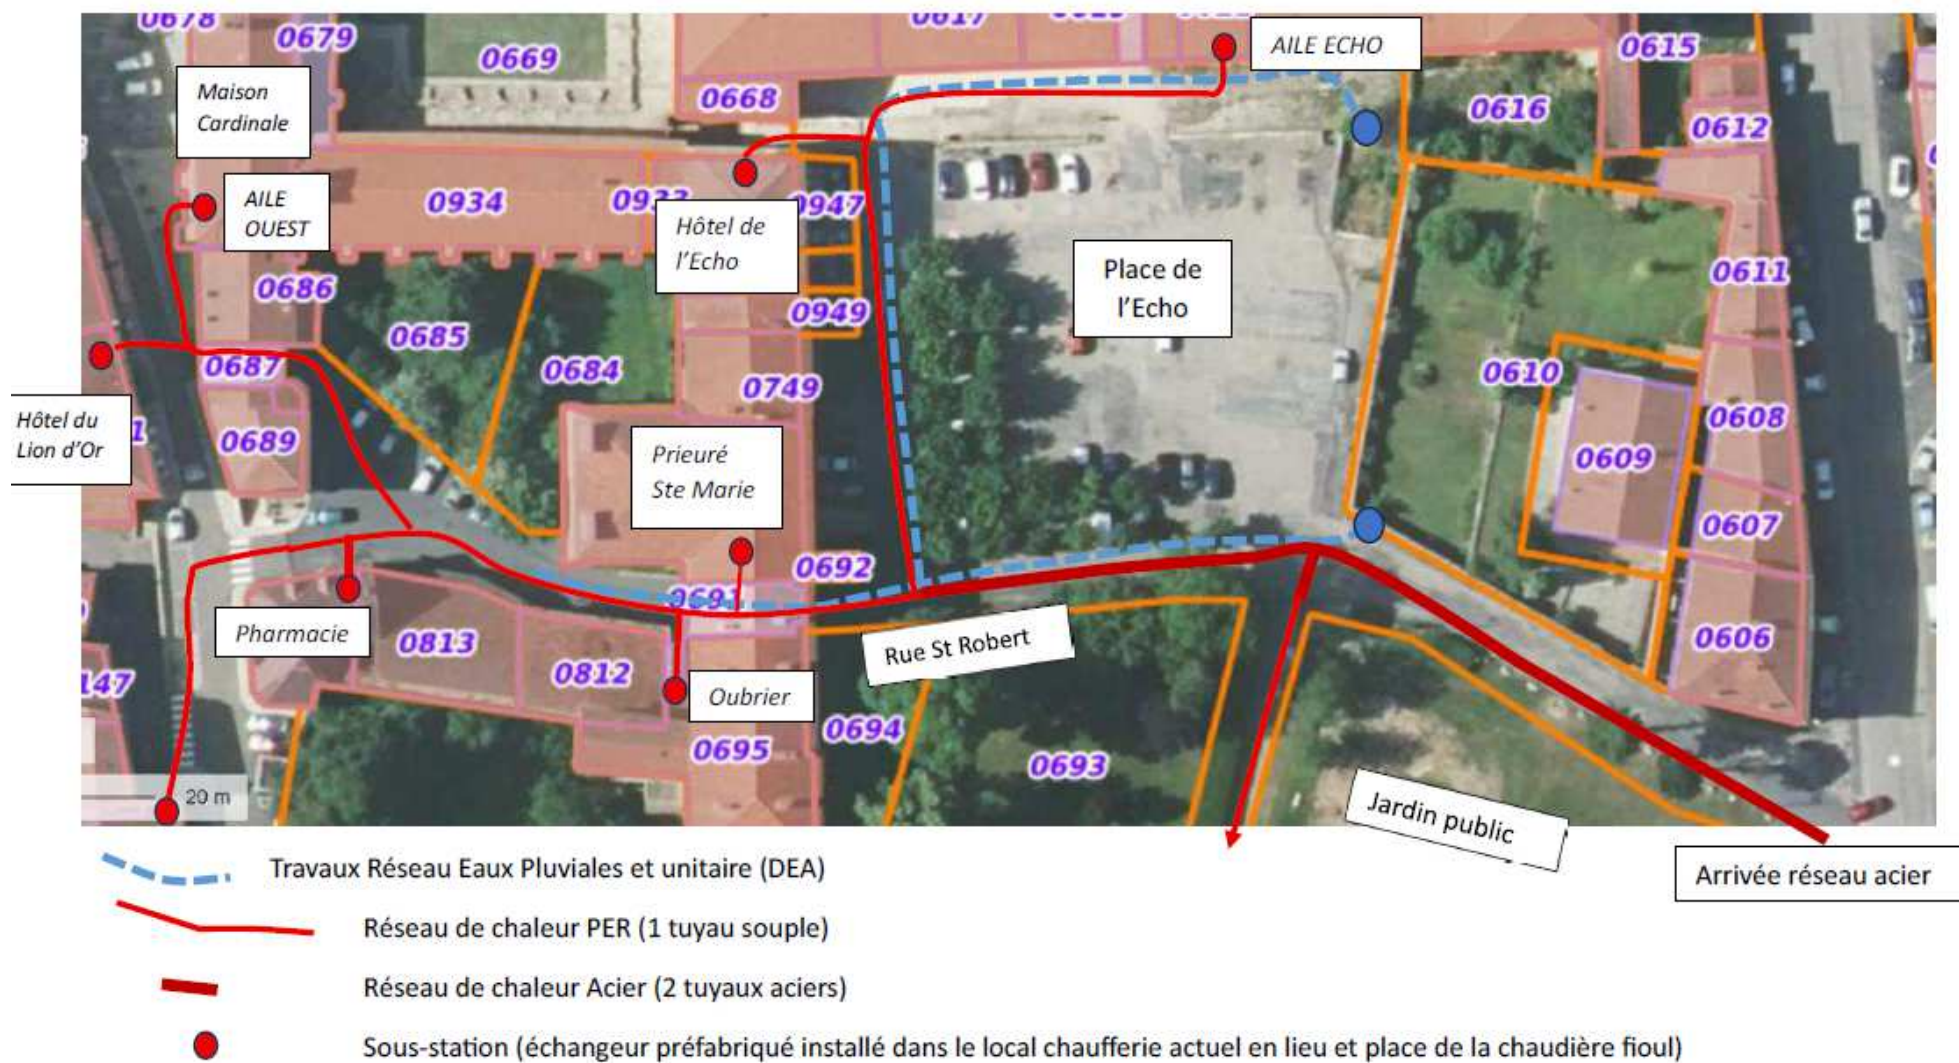 0678
0679
0669
0617
AILE ECHO
0615
Maison
Cardinale
0668
0616
0612
AILE
OUEST
0934
0947
Hôtel de
l'Echo
Place de
l'Echo
0686
0949
0611
0685
0684
0687
0749
0610
0608
Hôtel du
Lion d'Or
1
0689
Prieuré
Ste Marie
0609
0607
0692
0691
Pharmacie
0813
0812
Rue St Robert
0606
147
Oubrier
0695
0694
0693
20 m
Jardin public
Arrivée réseau acier
Travaux Réseau Eaux Pluviales et unitaire (DEA)
Réseau de chaleur PER (1 tuyau souple)
Réseau de chaleur Acier (2 tuyaux aciers)
Sous-station (échangeur préfabriqué installé dans le local chaufferie actuel en lieu et place de la chaudière fioul)